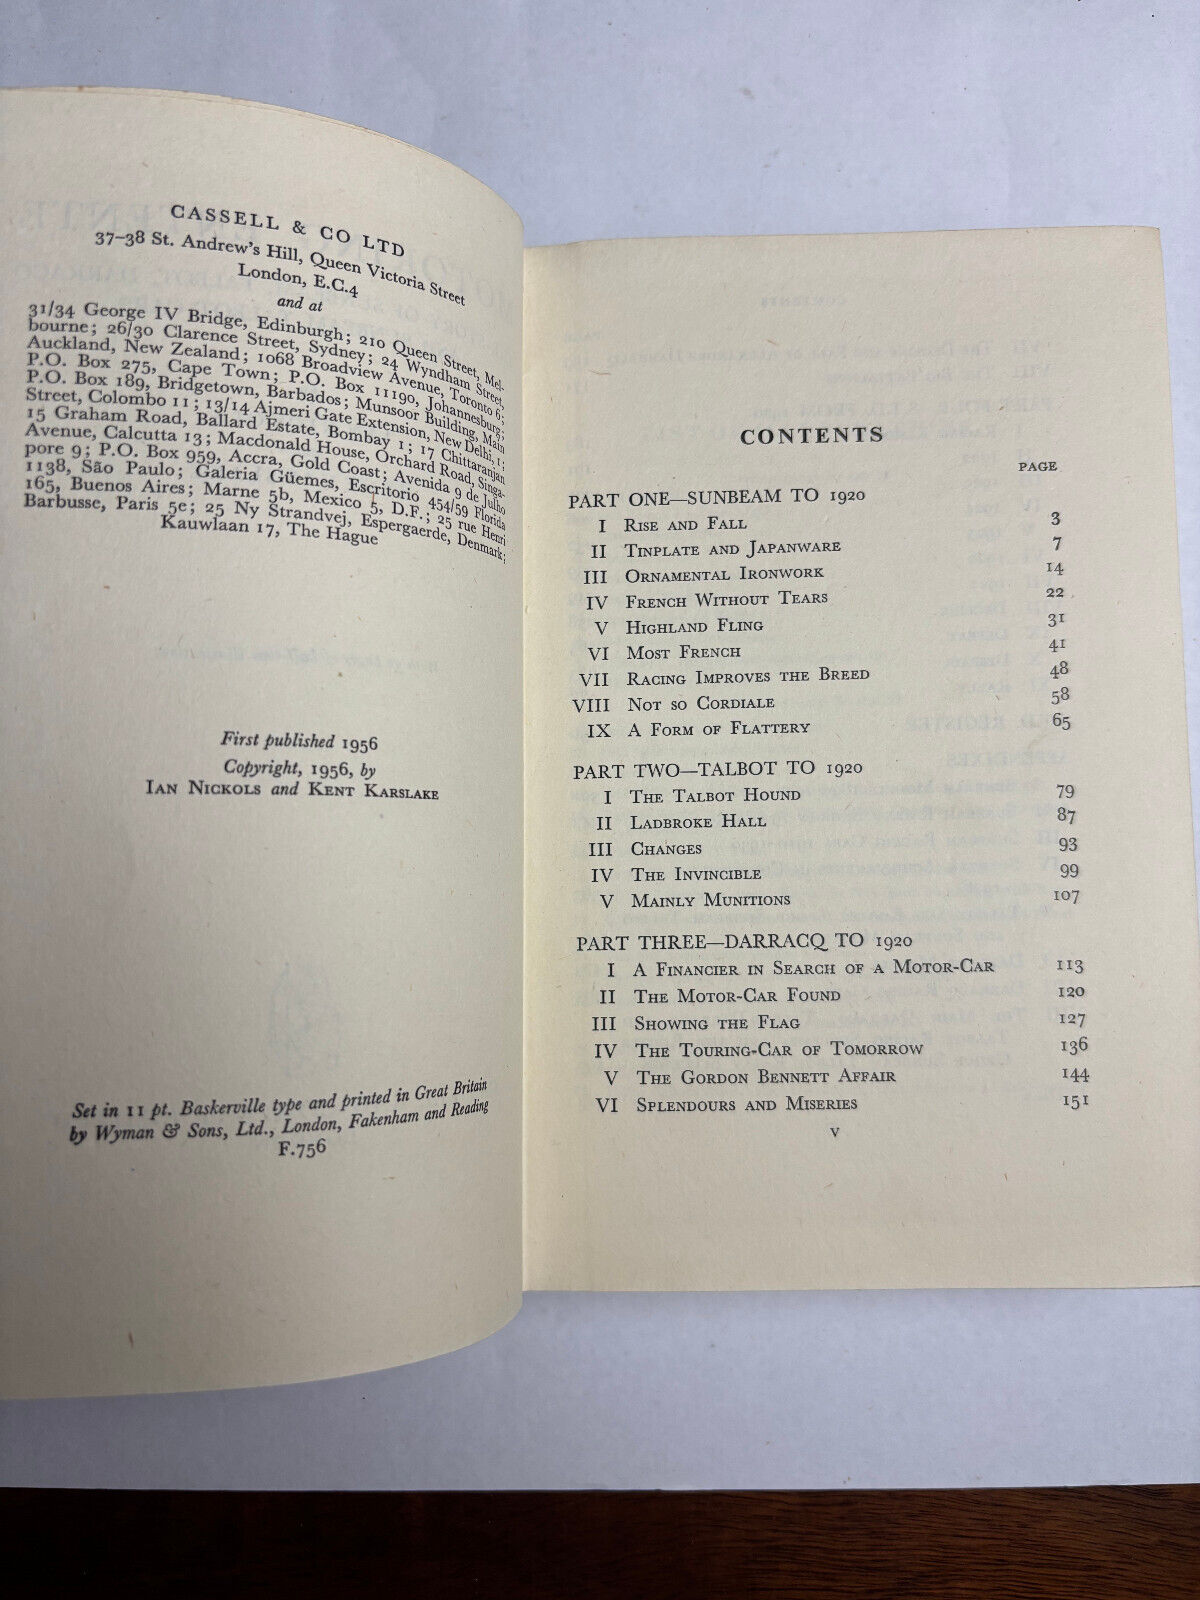 CASSELL & CO LTD
37–38 St. Andrew's Hill, Queen Victoria Street
London, E.C.4
and at
31/34 George IV Bridge, Edinburgh; 210 Queen Street, Mel-
bourne; 26/30 Clarence Street, Sydney; 24 Wyndham Street,
Auckland, New Zealand; 1068 Broadview Avenue, Toronto 6;
P.O. Box 275, Cape Town; P.O. Box 11190, Johannesburg;
P.O. Box 189, Bridgetown, Barbados; Munsoor Building, Main
Street, Colombo 11; 13/14 Ajmeri Gate Extension, New Delhi, 1;
15 Graham Road, Ballard Estate, Bombay 1; 17 Chittaranjan
Avenue, Calcutta 13; Macdonald House, Orchard Road, Singa-
pore 9; P.O. Box 959, Accra, Gold Coast; Avenida 9 de Julho
1138, São Paulo; Galeria Güemes, Escritorio 454/59 Florida
165, Buenos Aires; Marne 5b, Mexico 5, D.F.; 25 rue Henri
Barbusse, Paris 5e; 25 Ny Strandvej, Espergaerde, Denmark;
Kauwlaan 17, The Hague
First published 1956
Copyright, 1956, by
IAN NICKOLS and KENT KARSLAKE
Set in 11 pt. Baskerville type and printed in Great Britain
by Wyman & Sons, Ltd., London, Fakenham and Reading
F.756
CONTENTS
PAGE
PART ONE—SUNBEAM TO 1920
I RISE AND FALL 3
II TINPLATE AND JAPANWARE 7
III ORNAMENTAL IRONWORK 14
IV FRENCH WITHOUT TEARS 22
V HIGHLAND FLING 31
VI MOST FRENCH 41
VII RACING IMPROVES THE BREED 48
VIII NOT SO CORDIALE 58
IX A FORM OF FLATTERY 65
PART TWO—TALBOT TO 1920
I THE TALBOT HOUND 79
II LADBROKE HALL 87
III CHANGES 93
IV THE INVINCIBLE 99
V MAINLY MUNITIONS 107
PART THREE—DARRACQ TO 1920
I A FINANCIER IN SEARCH OF A MOTOR-CAR 113
II THE MOTOR-CAR FOUND 120
III SHOWING THE FLAG 127
IV THE TOURING-CAR OF TOMORROW 136
V THE GORDON BENNETT AFFAIR 144
VI SPLENDOURS AND MISERIES 151
v